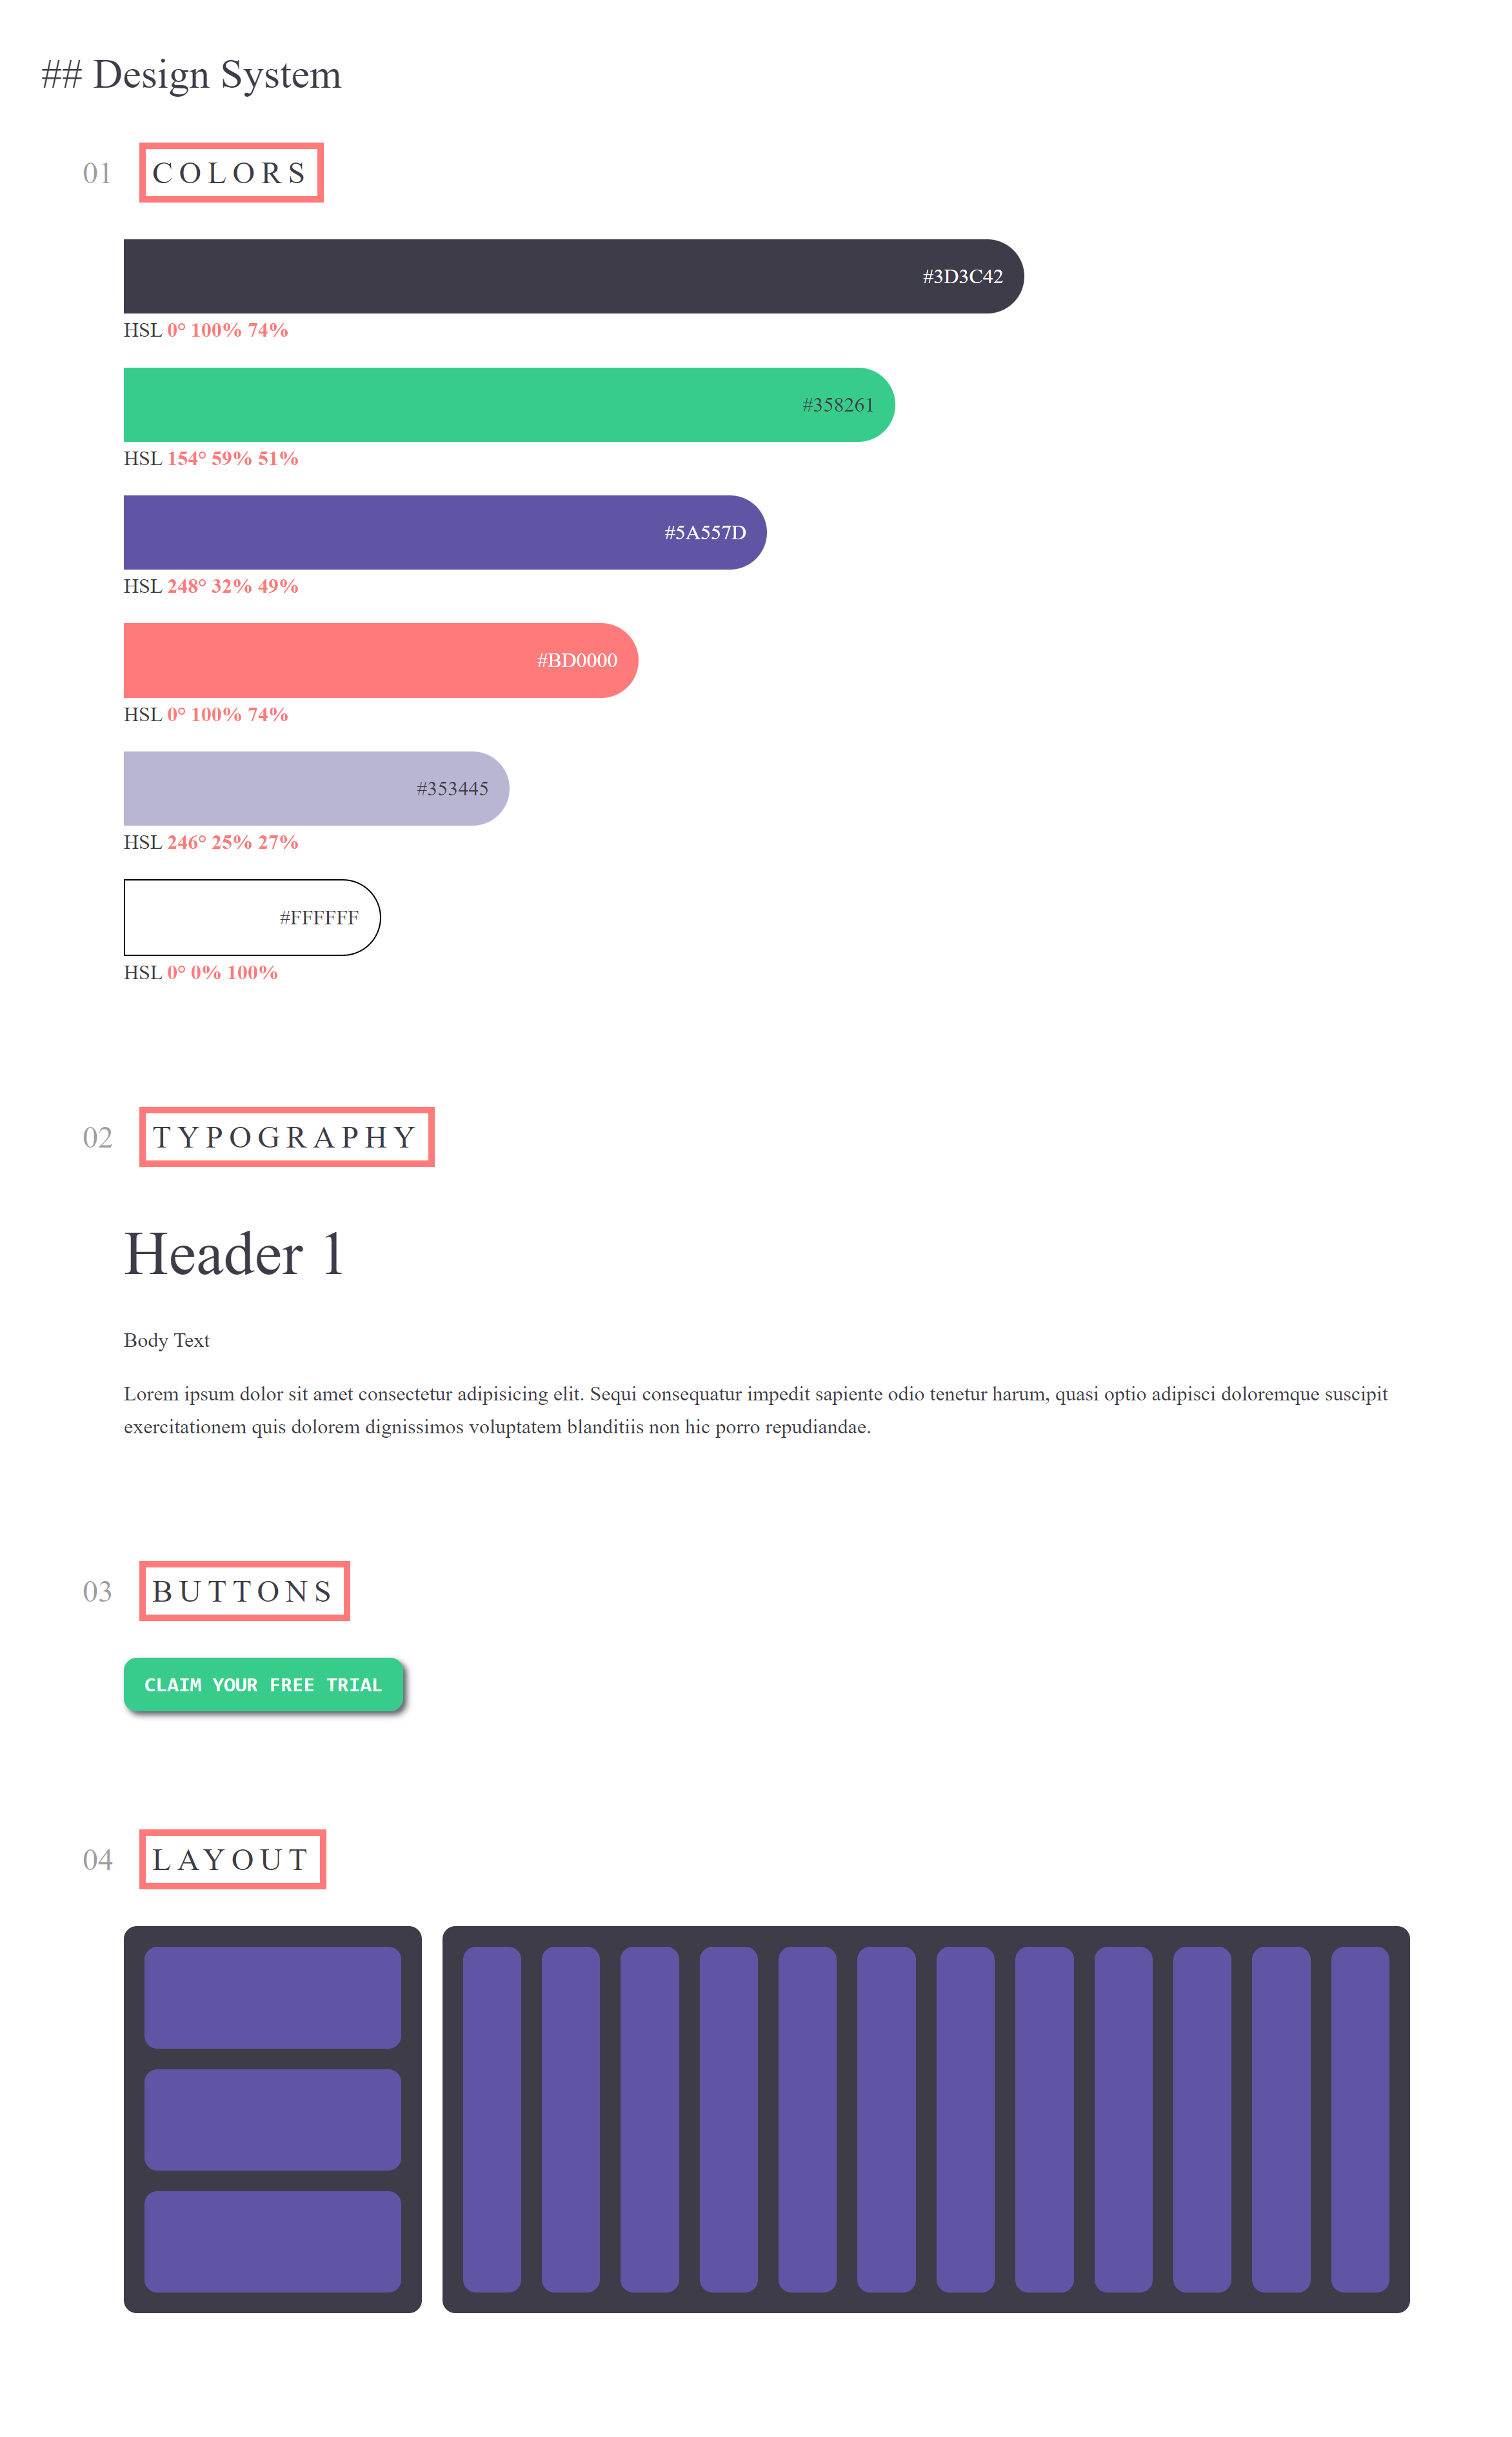 ## Design System
01 COLORS
#3D3C42
HSL 0° 100% 74%
#358261
HSL 154° 59% 51%
#5A557D
HSL 248° 32% 49%
#BD0000
HSL 0° 100% 74%
#353445
HSL 246° 25% 27%
#FFFFFF
HSL 0° 0% 100%
02 TYPOGRAPHY
Header 1
Body Text
Lorem ipsum dolor sit amet consectetur adipisicing elit. Sequi consequatur impedit sapiente odio tenetur harum, quasi optio adipisci doloremque suscipit
exercitationem quis dolorem dignissimos voluptatem blanditiis non hic porro repudiandae.
03 BUTTONS
CLAIM YOUR FREE TRIAL
04 LAYOUT